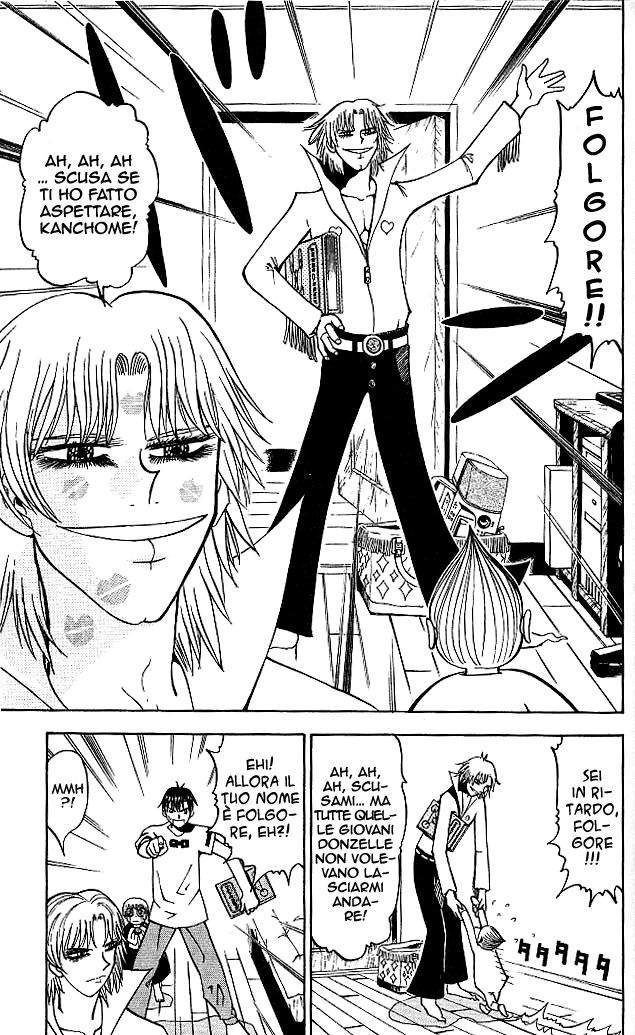 FOLGORE!!
AH, AH, AH
... SCUSA SE
TI HO FATTO
ASPETTARE,
KANCHOME!
SEI
IN RI-
TARDO,
FOL-
GORE
!!!
AH, AH,
AH, SCU-
SAMI... MA
TUTTE QUEL-
LE GIOVANI
DONZELLE
NON VOLE-
VANO LA-
SCIARMI
ANDA-
RE!
EHI!
ALLORA IL
TUO NOME
È FOLGO-
RE, EH?!
MMH
?!